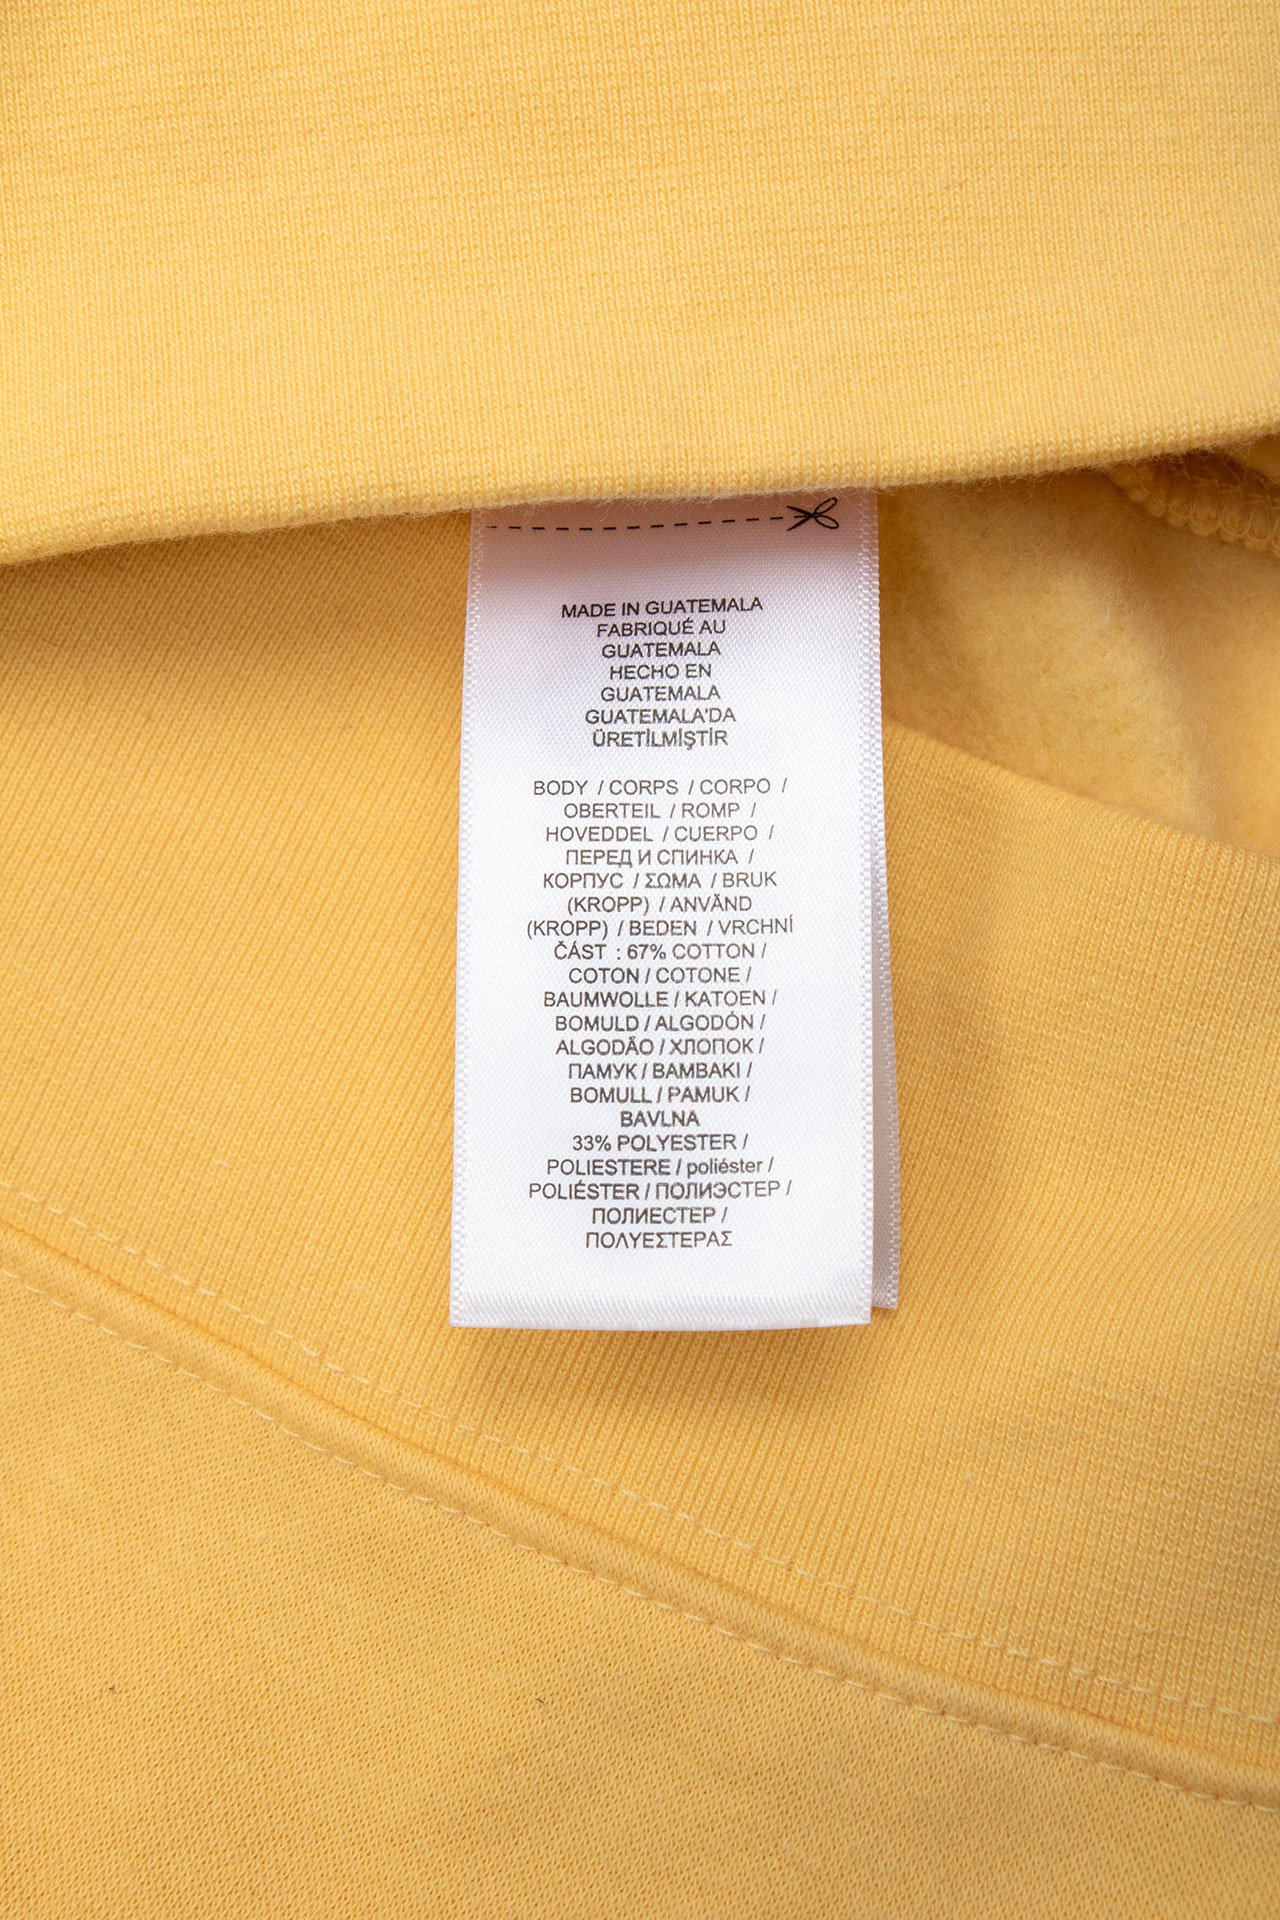 MADE IN GUATEMALA
FABRIQUÉ AU
GUATEMALA
HECHO EN
GUATEMALA
GUATEMALA'DA
ÜRETİLMİŞTİR
BODY / CORPS / CORPO /
OBERTEIL / ROMP /
HOVEDDEL / CUERPO /
ПЕРЕД И СПИНКА /
КОРПУС / ΣΩΜΑ / BRUK
(KROPP) / ANVÄND
(KROPP) / BEDEN / VRCHNÍ
ČÁST : 67% COTTON /
COTON / COTONE /
BAUMWOLLE / KATOEN /
BOMULD / ALGODÓN /
ALGODÃO / ХЛОПОК /
ПАМУК / BAMBAKI /
BOMULL / PAMUK /
BAVLNA
33% POLYESTER /
POLIESTERE / poliéster /
POLIÉSTER / ПОЛИЭСТЕР /
ПОЛИЕСТЕР /
ΠΟΛΥΕΣΤΕΡΑΣ